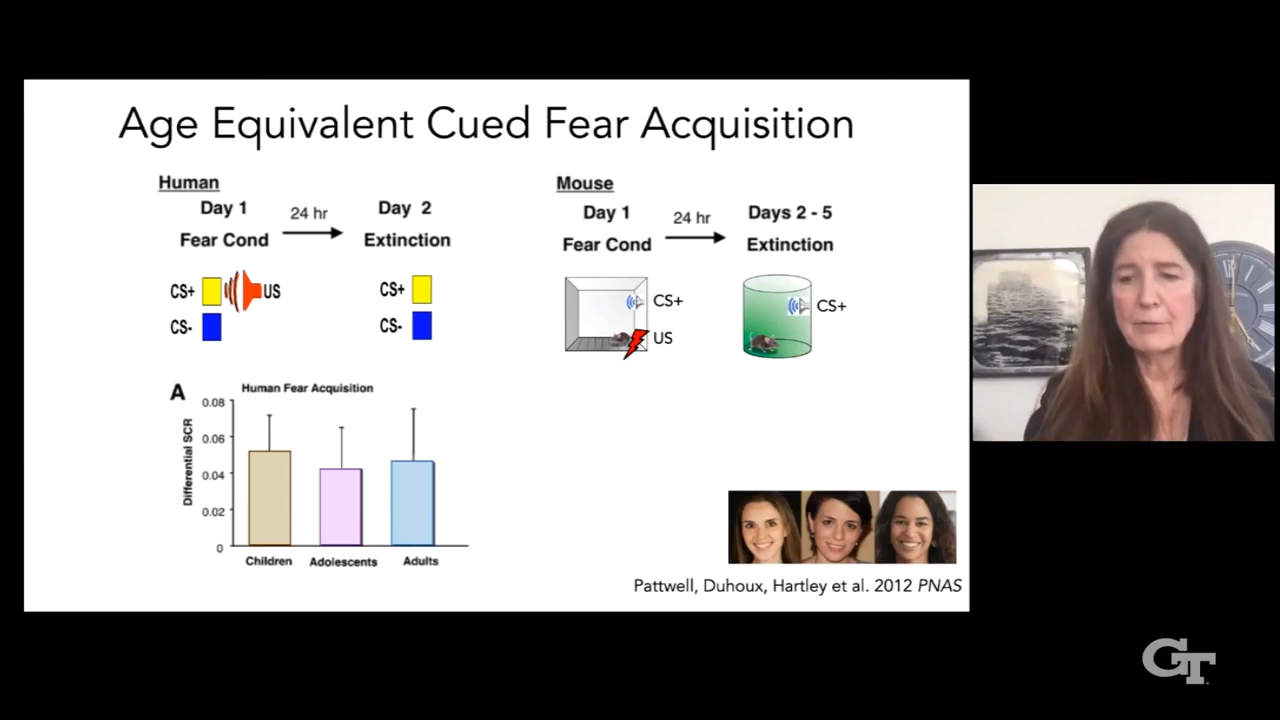 Age Equivalent Cued Fear Acquisition
Human
Day 1
24 hr
Day 2
Fear Cond
Extinction
CS+
US
CS-
CS+
CS-
Mouse
Day 1
24 hr
Days 2 - 5
Fear Cond
Extinction
CS+
US
CS+
A
Human Fear Acquisition
Differential SCR
0.08
0.06
0.04
0.02
0
Children Adolescents Adults
Pattwell, Duhoux, Hartley et al. 2012 PNAS
GT